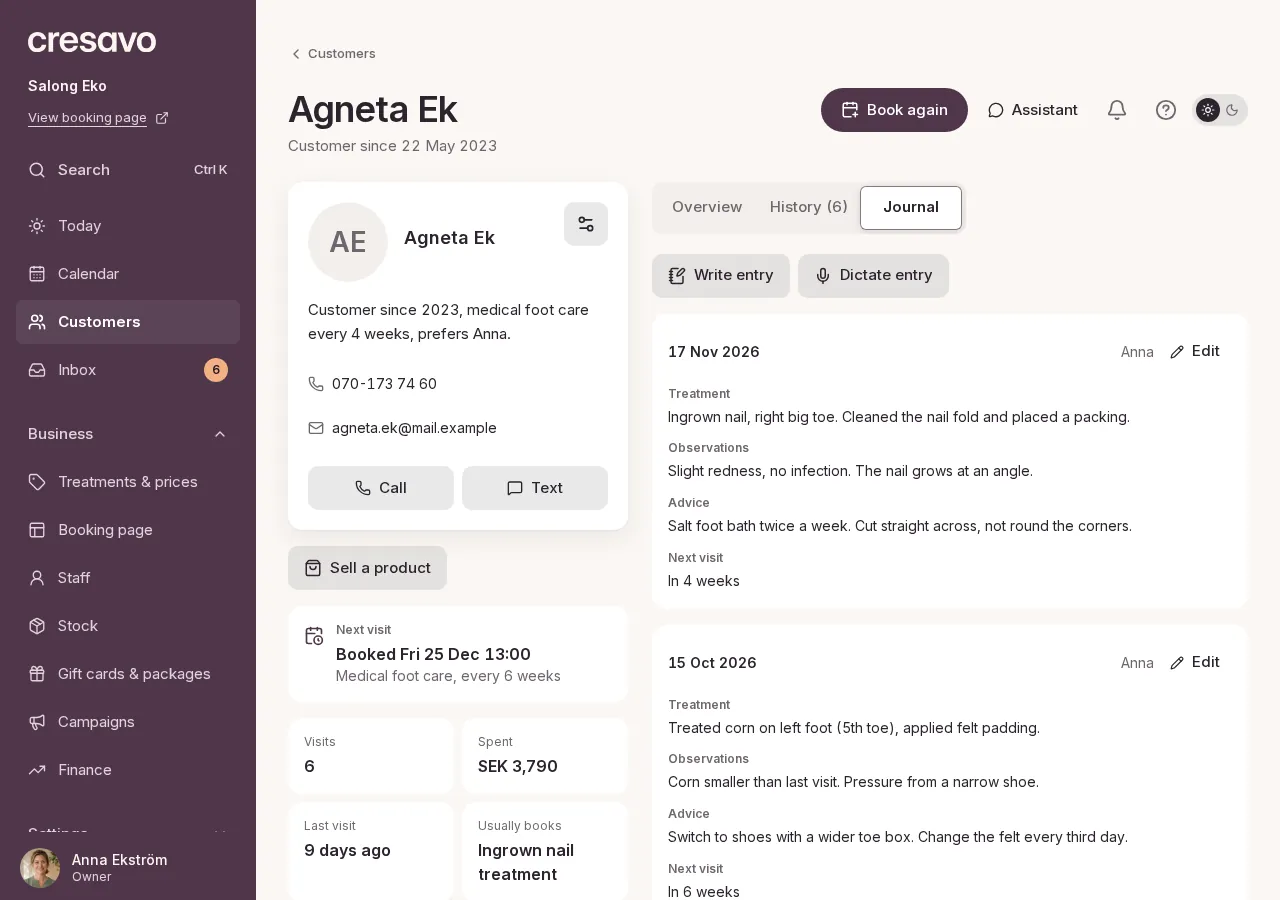 cresavo
Salong Eko
View booking page
Search Ctrl K
Today
Calendar
Customers
Inbox 6
Business
Treatments & prices
Booking page
Staff
Stock
Gift cards & packages
Campaigns
Finance
Settings
Anna Ekström
Owner
Customers
Agneta Ek
Customer since 22 May 2023
Book again
Assistant
AE
Agneta Ek
Customer since 2023, medical foot care
every 4 weeks, prefers Anna.
070-173 74 60
agneta.ek@mail.example
Call
Text
Sell a product
Next visit
Booked Fri 25 Dec 13:00
Medical foot care, every 6 weeks
Visits
6
Spent
SEK 3,790
Last visit
9 days ago
Usually books
Ingrown nail
treatment
Overview
History (6)
Journal
Write entry
Dictate entry
17 Nov 2026
Anna
Edit
Treatment
Ingrown nail, right big toe. Cleaned the nail fold and placed a packing.
Observations
Slight redness, no infection. The nail grows at an angle.
Advice
Salt foot bath twice a week. Cut straight across, not round the corners.
Next visit
In 4 weeks
15 Oct 2026
Anna
Edit
Treatment
Treated corn on left foot (5th toe), applied felt padding.
Observations
Corn smaller than last visit. Pressure from a narrow shoe.
Advice
Switch to shoes with a wider toe box. Change the felt every third day.
Next visit
In 6 weeks